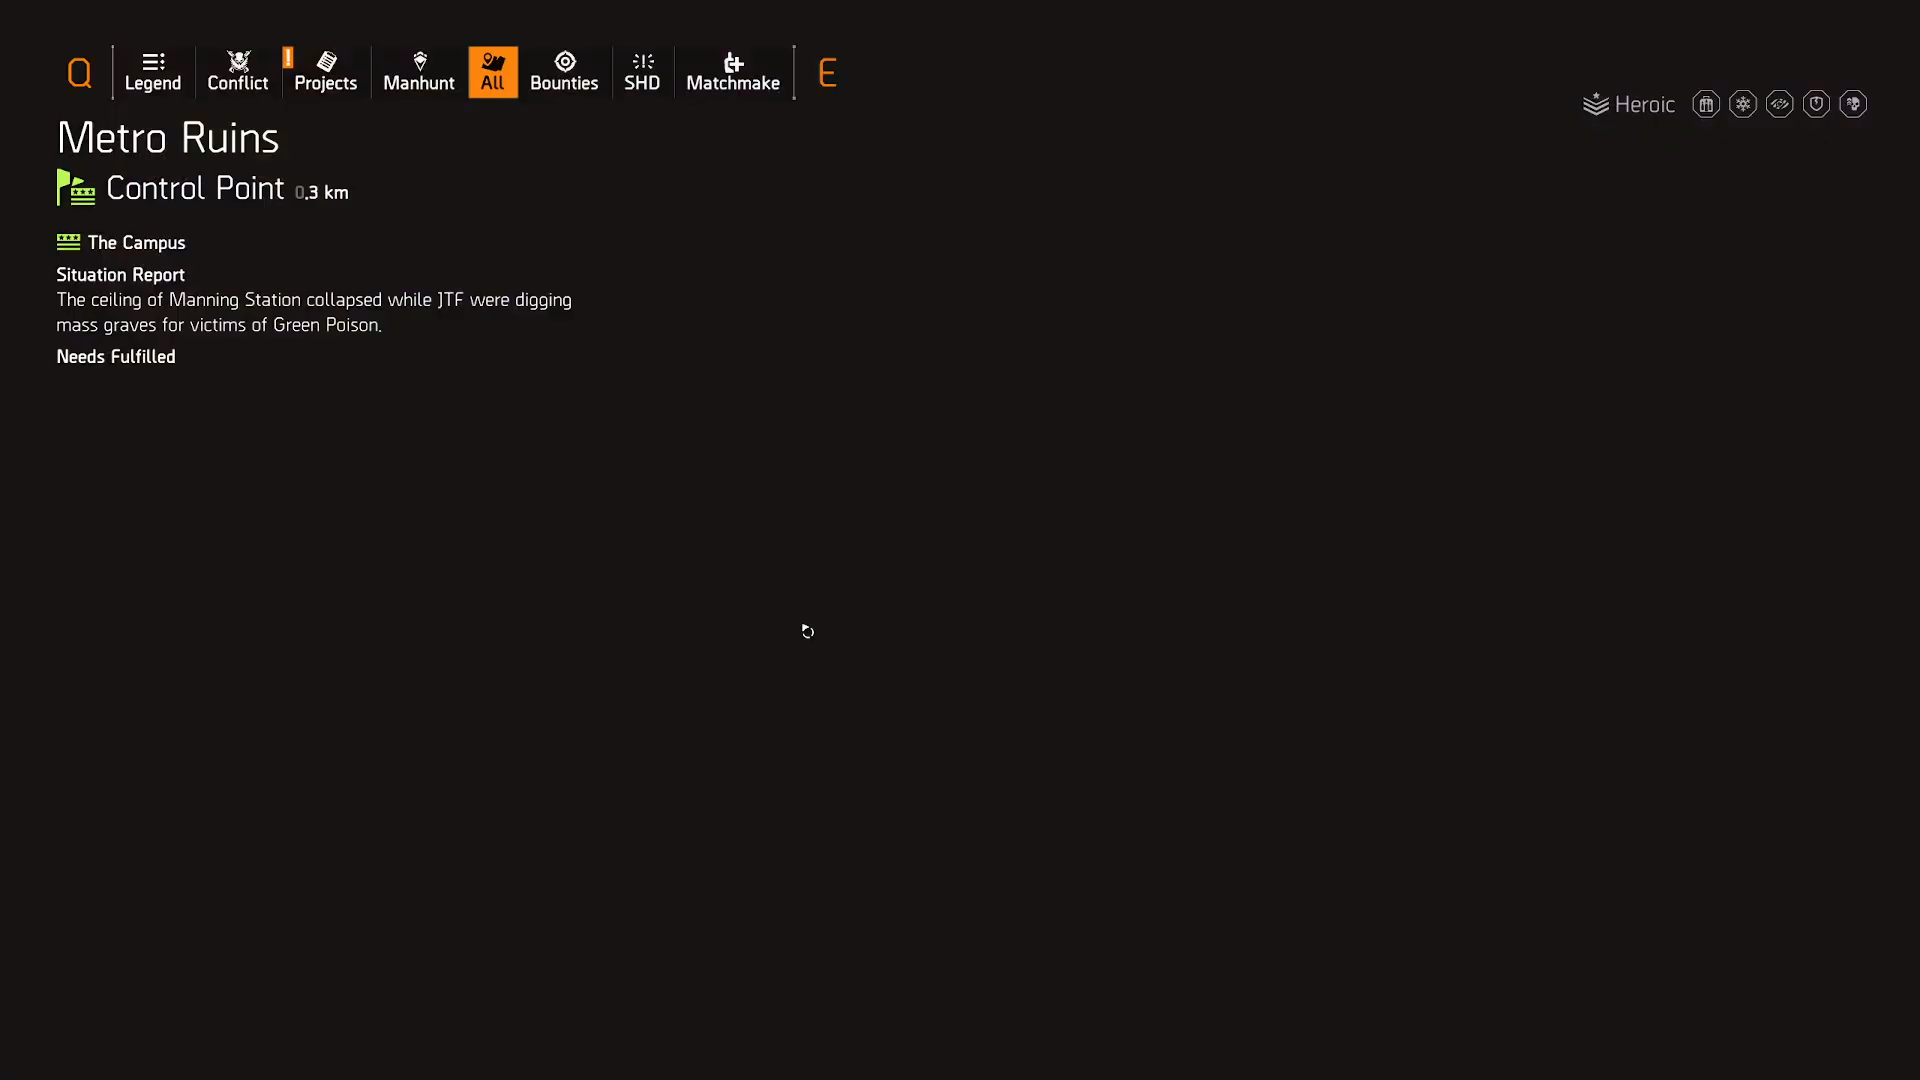 Q Legend Conflict Projects Manhunt All Bounties SHD Matchmake E
Heroic
Metro Ruins
Control Point 0.3 km
The Campus
Situation Report
The ceiling of Manning Station collapsed while JTF were digging
mass graves for victims of Green Poison.
Needs Fulfilled